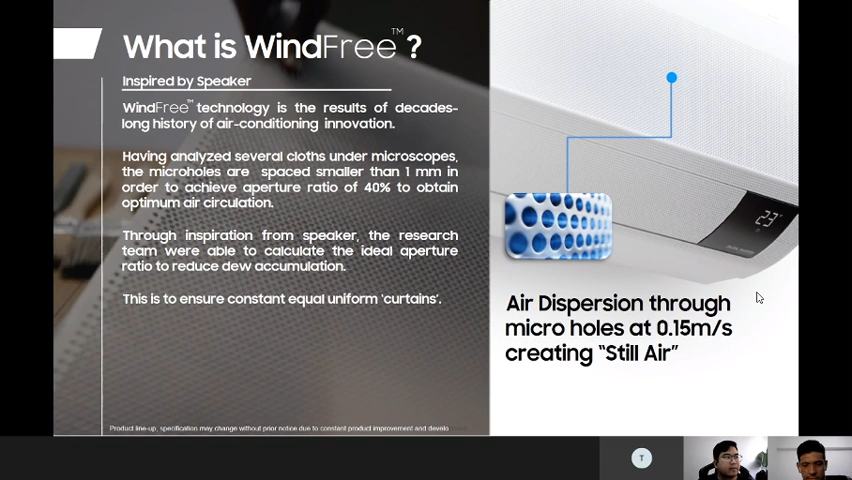 What is WindFree™ ?
Inspired by Speaker
WindFree™ technology is the results of decades-
long history of air-conditioning innovation.
Having analyzed several cloths under microscopes,
the microholes are spaced smaller than 1 mm in
order to achieve aperture ratio of 40% to obtain
optimum air circulation.
Through inspiration from speaker, the research
team were able to calculate the ideal aperture
ratio to reduce dew accumulation.
This is to ensure constant equal uniform 'curtains'.
Product line-up, specification may change without prior notice due to constant product improvement and develo
23°
Air Dispersion through
micro holes at 0.15m/s
creating "Still Air"
T